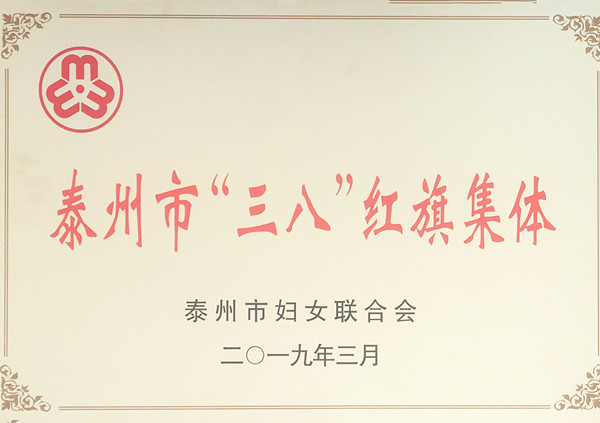 泰州市“三八”红旗集体
泰州市妇女联合会
二〇一九年三月